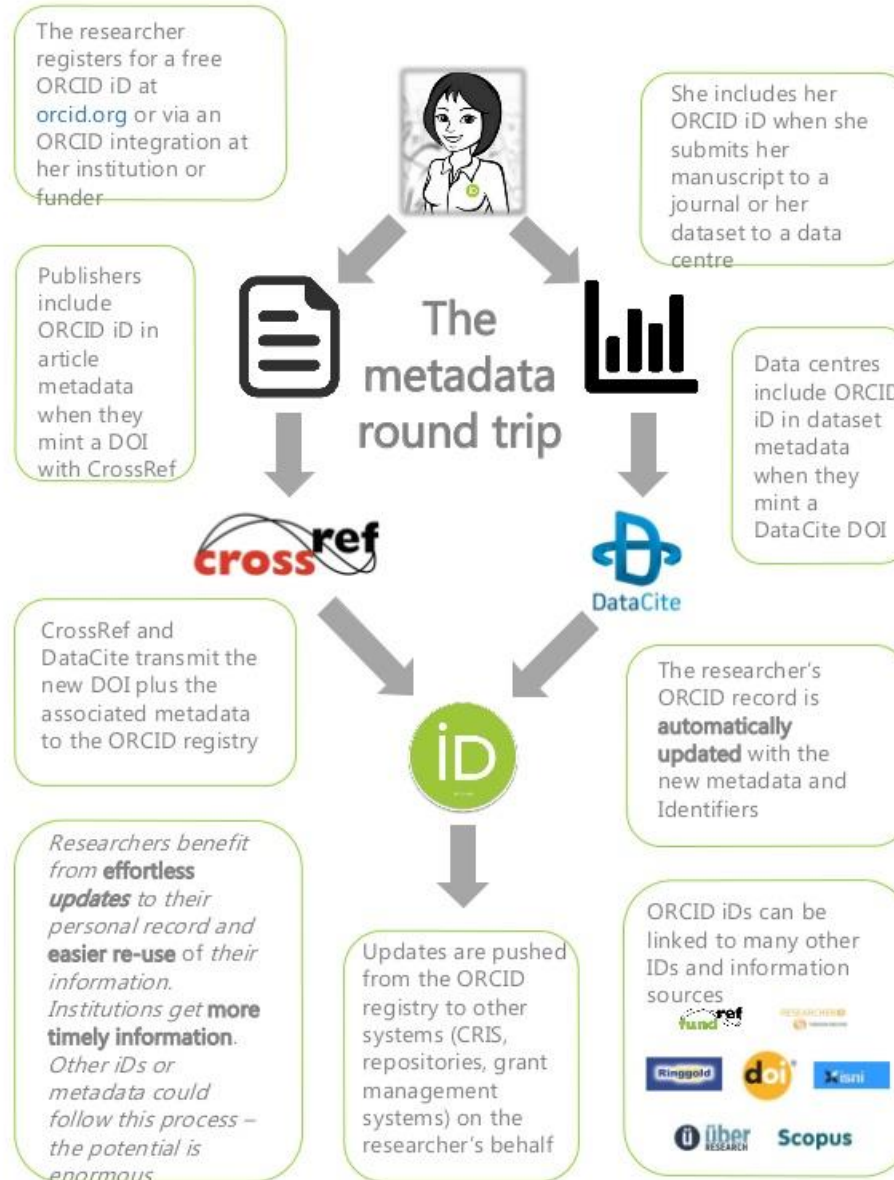 The researcher
registers for a free
ORCID iD at
orcid.org or via an
ORCID integration at
her institution or
funder
She includes her
ORCID iD when she
submits her
manuscript to a
journal or her
dataset to a data
centre
iD
Publishers
include
ORCID iD in
article
metadata
when they
mint a DOI
with CrossRef
The
metadata
round trip
Data centres
include ORCID
iD in dataset
metadata
when they
mint a
DataCite DOI
crossref
DataCite
CrossRef and
DataCite transmit the
new DOI plus the
associated metadata
to the ORCID registry
iD
The researcher's
ORCID record is
automatically
updated with the
new metadata and
Identifiers
Researchers benefit
from effortless
updates to their
personal record and
easier re-use of their
information.
Institutions get more
timely information.
Other iDs or
metadata could
follow this process –
the potential is
enormous
Updates are pushed
from the ORCID
registry to other
systems (CRIS,
repositories, grant
management
systems) on the
researcher's behalf
ORCID iDs can be
linked to many other
IDs and information
sources
fundref
RESEARCHERID
Ringgold
doi
isni
über
RESEARCH
Scopus